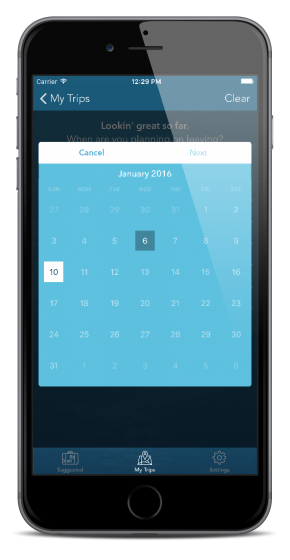 Carrier 12:29 PM
My Trips Clear
Lookin' great so far.
When are you planning on leaving?
Cancel Next
January 2016
SUN MON TUE WED THU FRI SAT
27 28 29 30 31 1 2
3 4 5 6 7 8 9
10 11 12 13 14 15 16
17 18 19 20 21 22 23
24 25 26 27 28 29 30
31 1 2 3 4 5 6
Suggested My Trips Settings